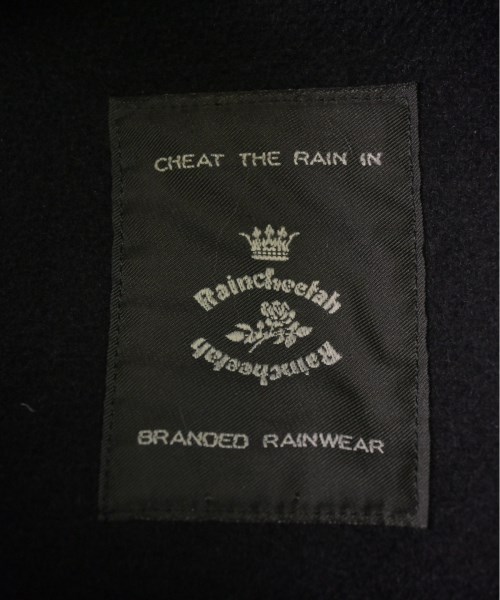 CHEAT THE RAIN IN
Raincheetah
Raincheetah
BRANDED RAINWEAR